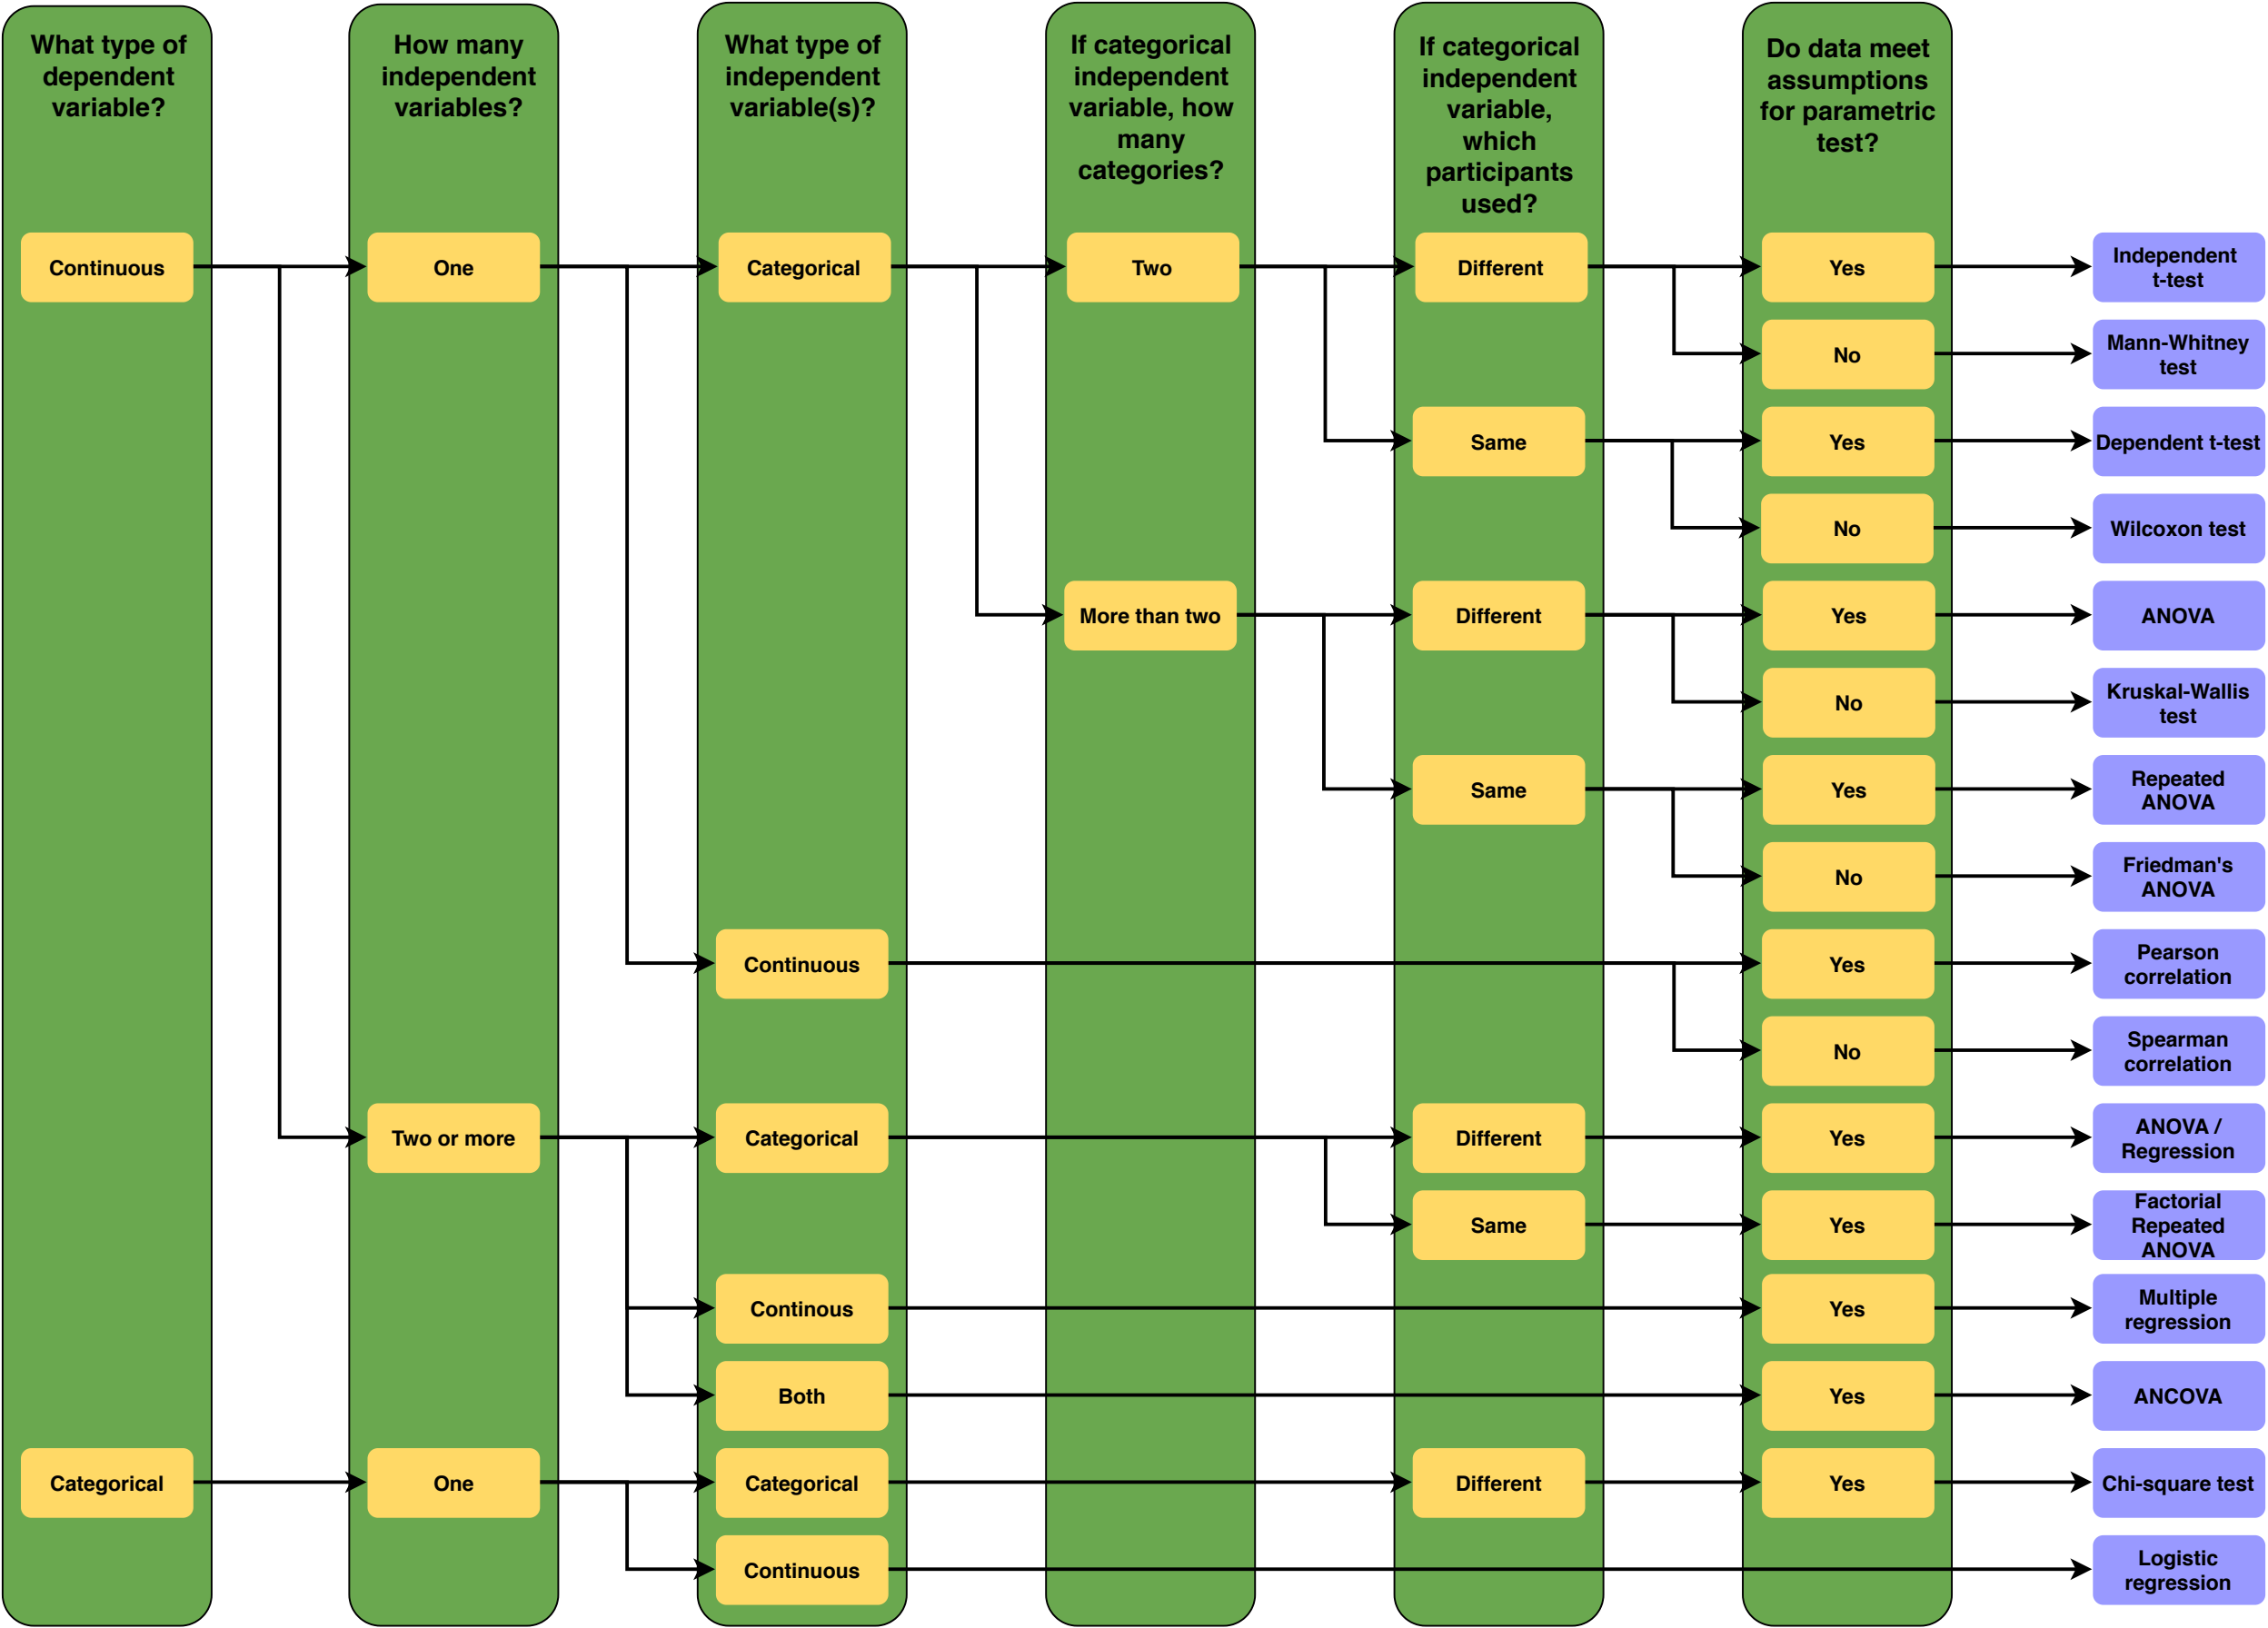 What type of
dependent
variable?
How many
independent
variables?
What type of
independent
variable(s)?
If categorical
independent
variable, how
many
categories?
If categorical
independent
variable,
which
participants
used?
Do data meet
assumptions
for parametric
test?
Continuous
One
Categorical
Two
Different
Yes
Independent
t-test
No
Mann-Whitney
test
Same
Yes
Dependent t-test
No
Wilcoxon test
More than two
Different
Yes
ANOVA
No
Kruskal-Wallis
test
Same
Yes
Repeated
ANOVA
No
Friedman's
ANOVA
Continuous
Yes
Pearson
correlation
No
Spearman
correlation
Two or more
Categorical
Different
Yes
ANOVA /
Regression
Same
Yes
Factorial
Repeated
ANOVA
Continous
Yes
Multiple
regression
Both
Yes
ANCOVA
Categorical
One
Categorical
Different
Yes
Chi-square test
Continuous
Logistic
regression